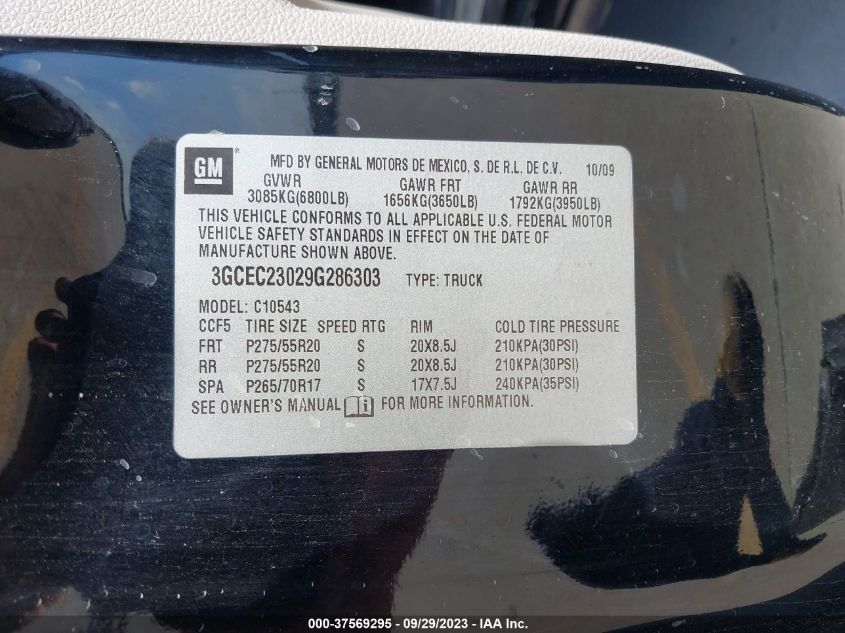 GM ® MFD BY GENERAL MOTORS DE MEXICO, S. DE R.L. DE C.V. 10/09
GVWR GAWR FRT GAWR RR
3085KG(6800LB) 1656KG(3650LB) 1792KG(3950LB)
THIS VEHICLE CONFORMS TO ALL APPLICABLE U.S. FEDERAL MOTOR
VEHICLE SAFETY STANDARDS IN EFFECT ON THE DATE OF
MANUFACTURE SHOWN ABOVE.
3GCEC23029G286303 TYPE: TRUCK
MODEL: C10543
CCF5 TIRE SIZE SPEED RTG RIM COLD TIRE PRESSURE
FRT P275/55R20 S 20X8.5J 210KPA(30PSI)
RR P275/55R20 S 20X8.5J 210KPA(30PSI)
SPA P265/70R17 S 17X7.5J 240KPA(35PSI)
SEE OWNER'S MANUAL i FOR MORE INFORMATION.
000-37569295 - 09/29/2023 - IAA Inc.